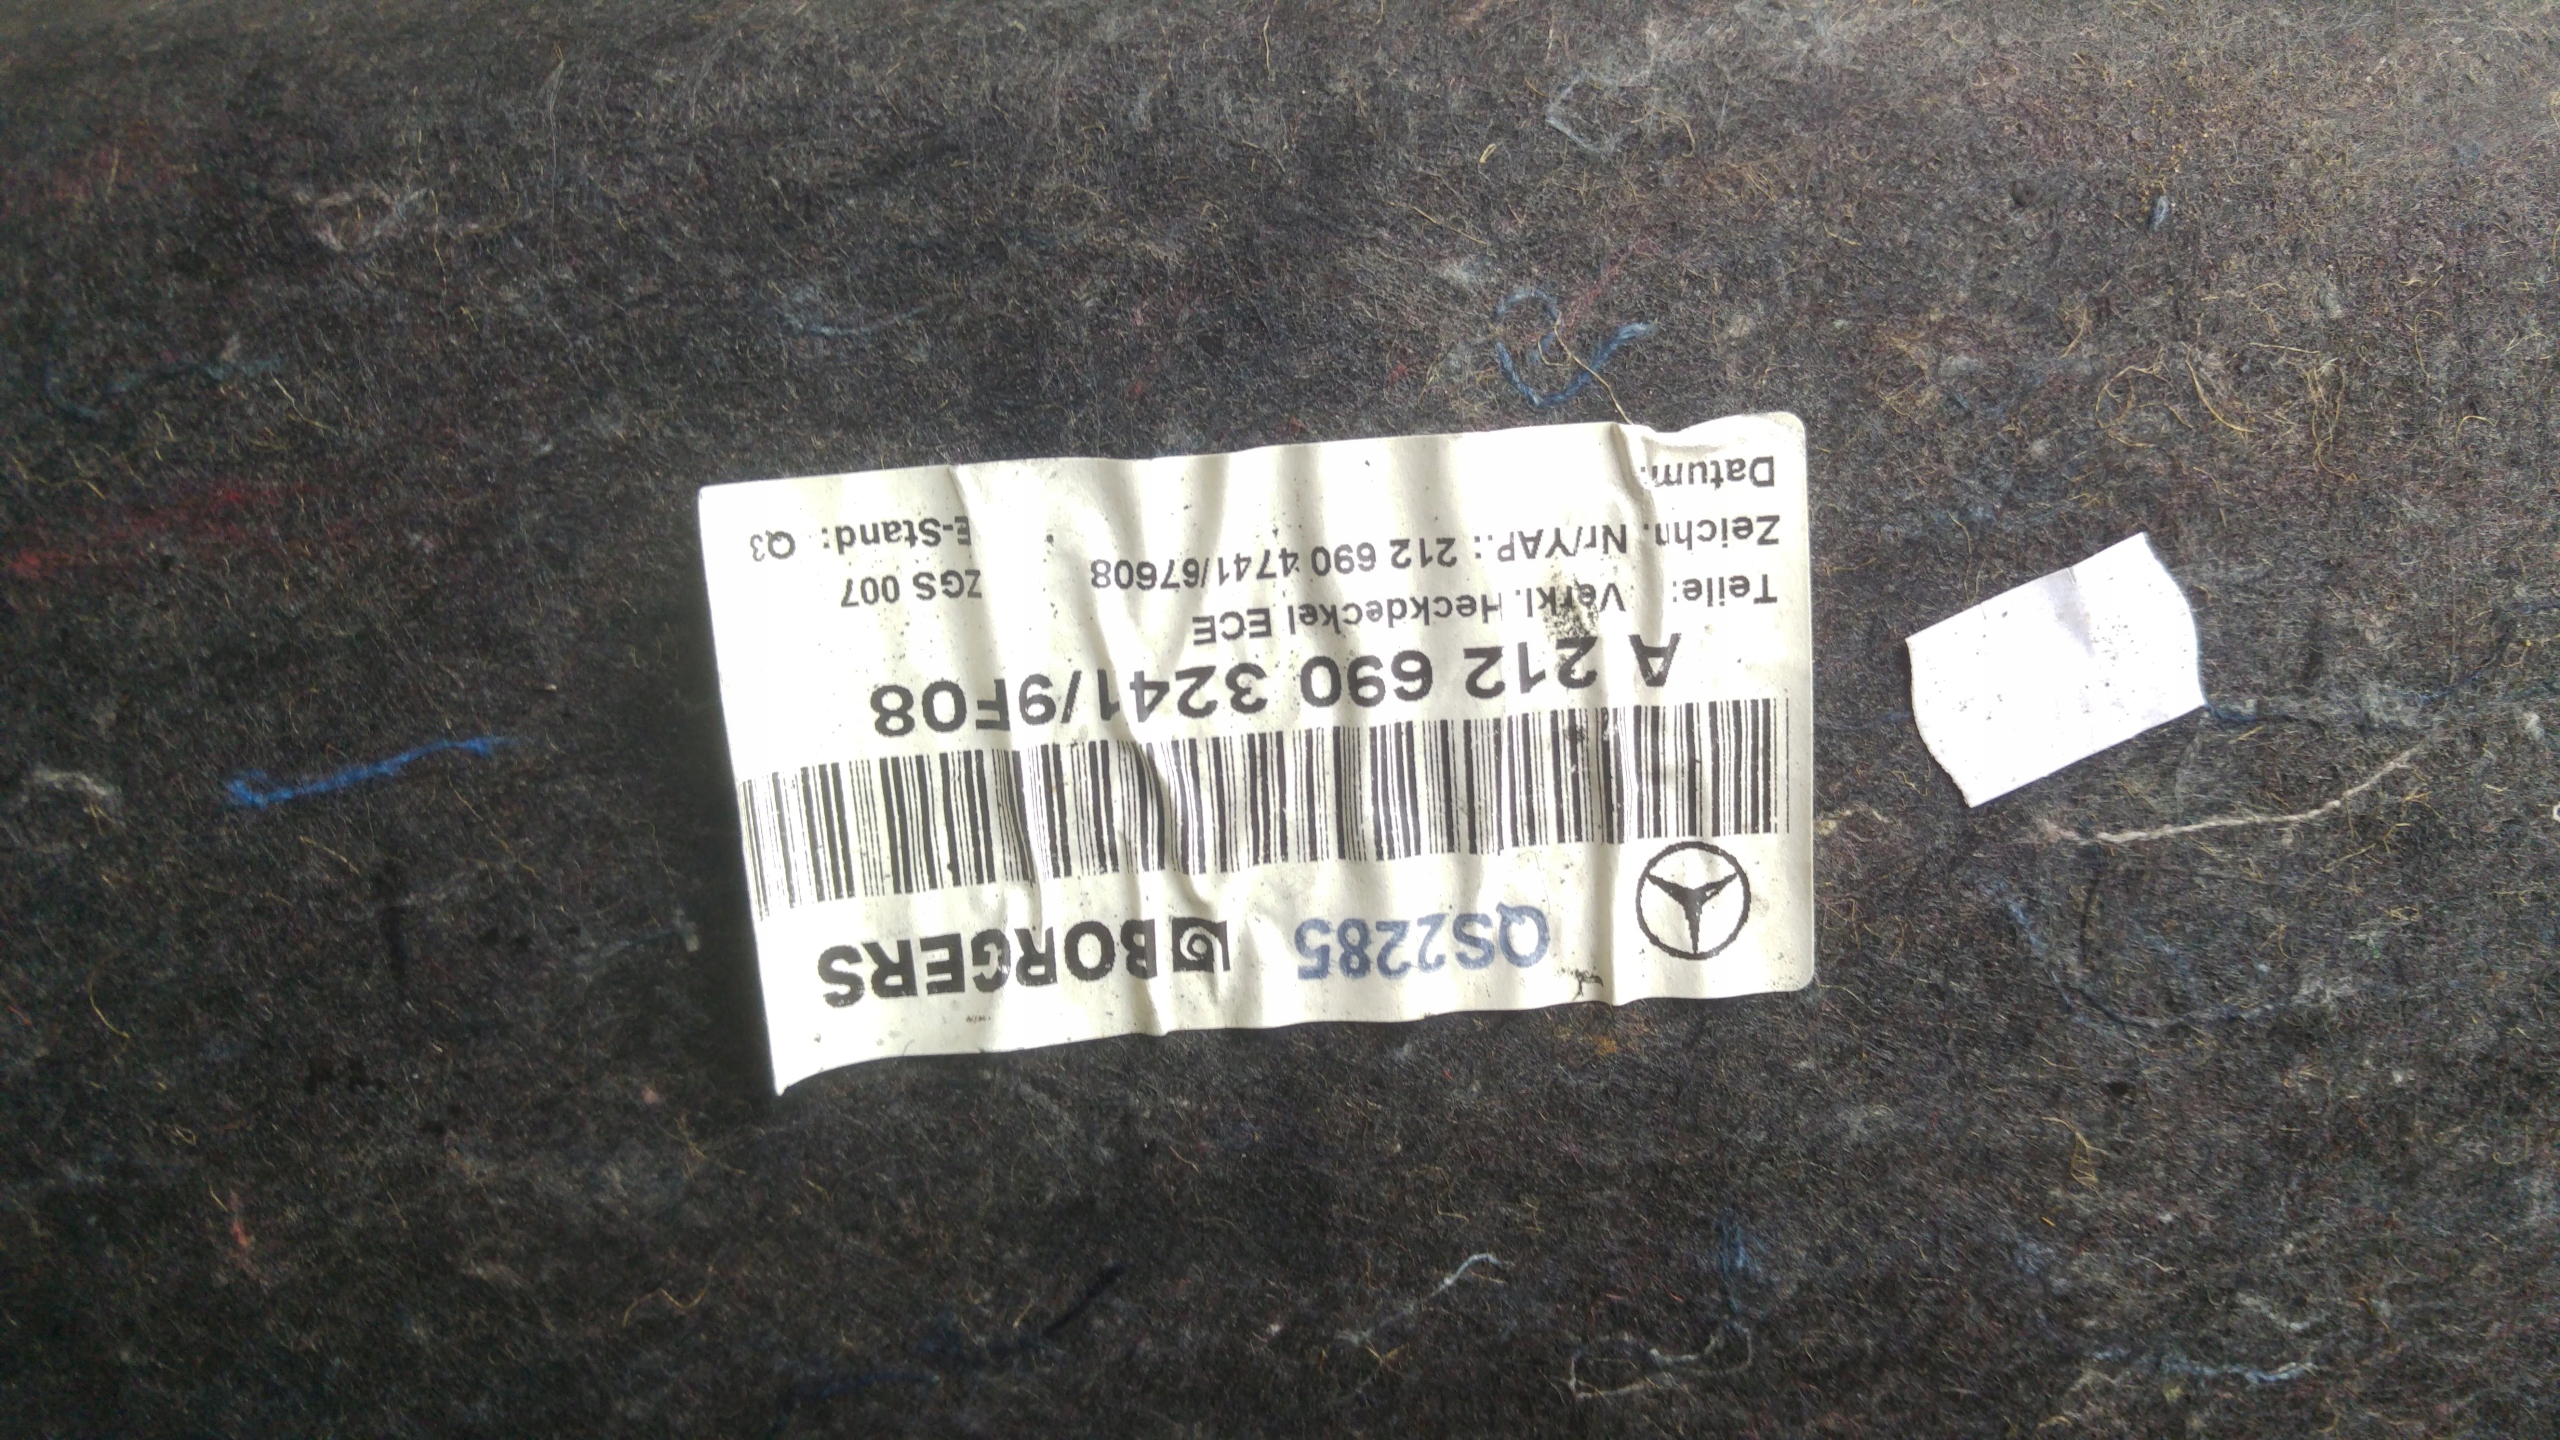 QS2285 BORGERS
A 212 690 3241/9F08
Teile: Verkl. Heckdeckel ECE ZGS 007
Zeichn. Nr/YAP.: 212 690 4741/67608 E-Stand: Q3
Datum: